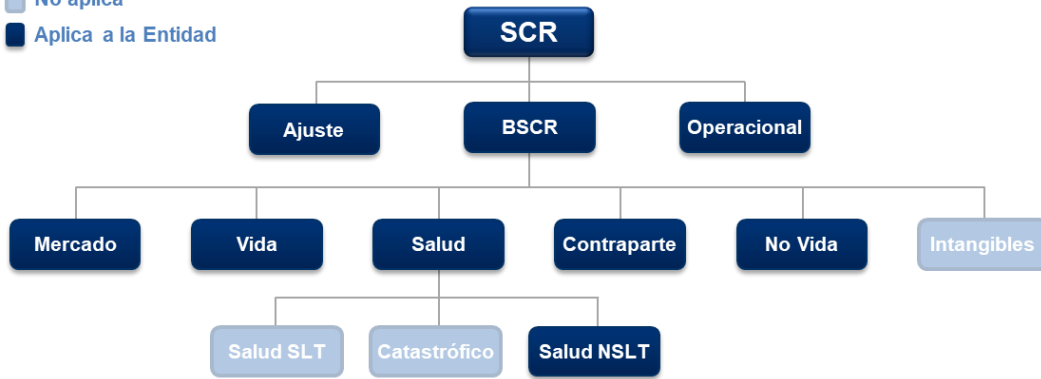 No aplica
Aplica a la Entidad
SCR
Ajuste
BSCR
Operacional
Mercado
Vida
Salud
Contraparte
No Vida
Intangibles
Salud SLT
Catastrófico
Salud NSLT